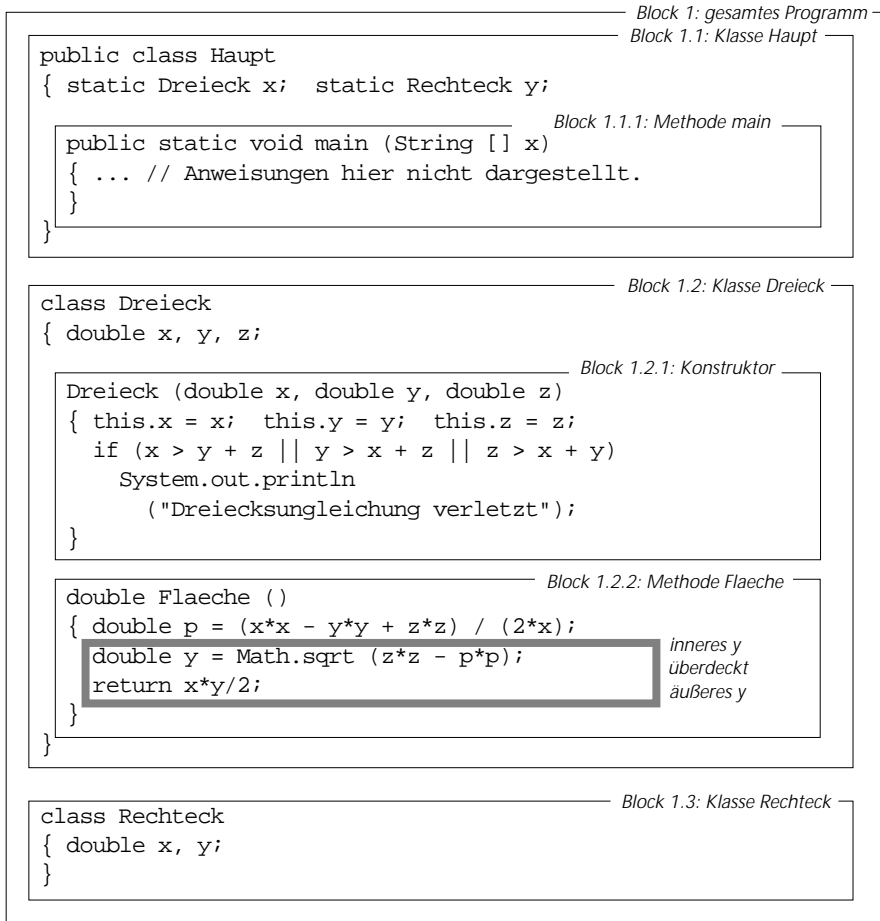 Block 1: gesamtes Programm
Block 1.1: Klasse Haupt
public class Haupt
{ static Dreieck x;  static Rechteck y;
Block 1.1.1: Methode main
public static void main (String [] x)
{ ... // Anweisungen hier nicht dargestellt.
}
}
Block 1.2: Klasse Dreieck
class Dreieck
{ double x, y, z;
Block 1.2.1: Konstruktor
Dreieck (double x, double y, double z)
{ this.x = x;  this.y = y;  this.z = z;
if (x > y + z || y > x + z || z > x + y)
System.out.println
("Dreiecksungleichung verletzt");
}
Block 1.2.2: Methode Flaeche
double Flaeche ()
{ double p = (x*x - y*y + z*z) / (2*x);
double y = Math.sqrt (z*z - p*p);
return x*y/2;
inneres y
überdeckt
äußeres y
}
}
Block 1.3: Klasse Rechteck
class Rechteck
{ double x, y;
}